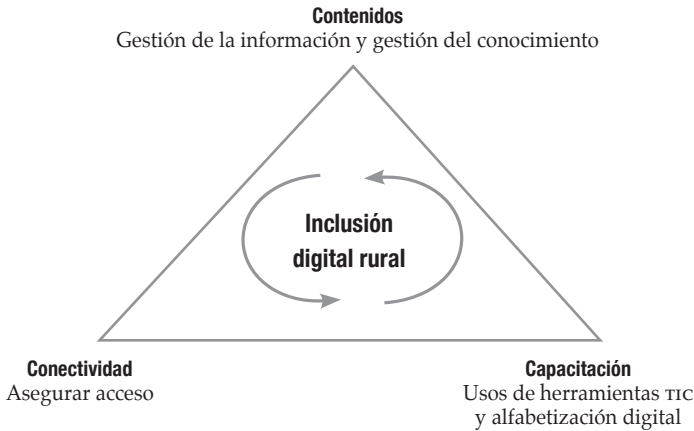 Contenidos
Gestión de la información y gestión del conocimiento
Inclusión
digital rural
Conectividad
Asegurar acceso
Capacitación
Usos de herramientas TIC
y alfabetización digital